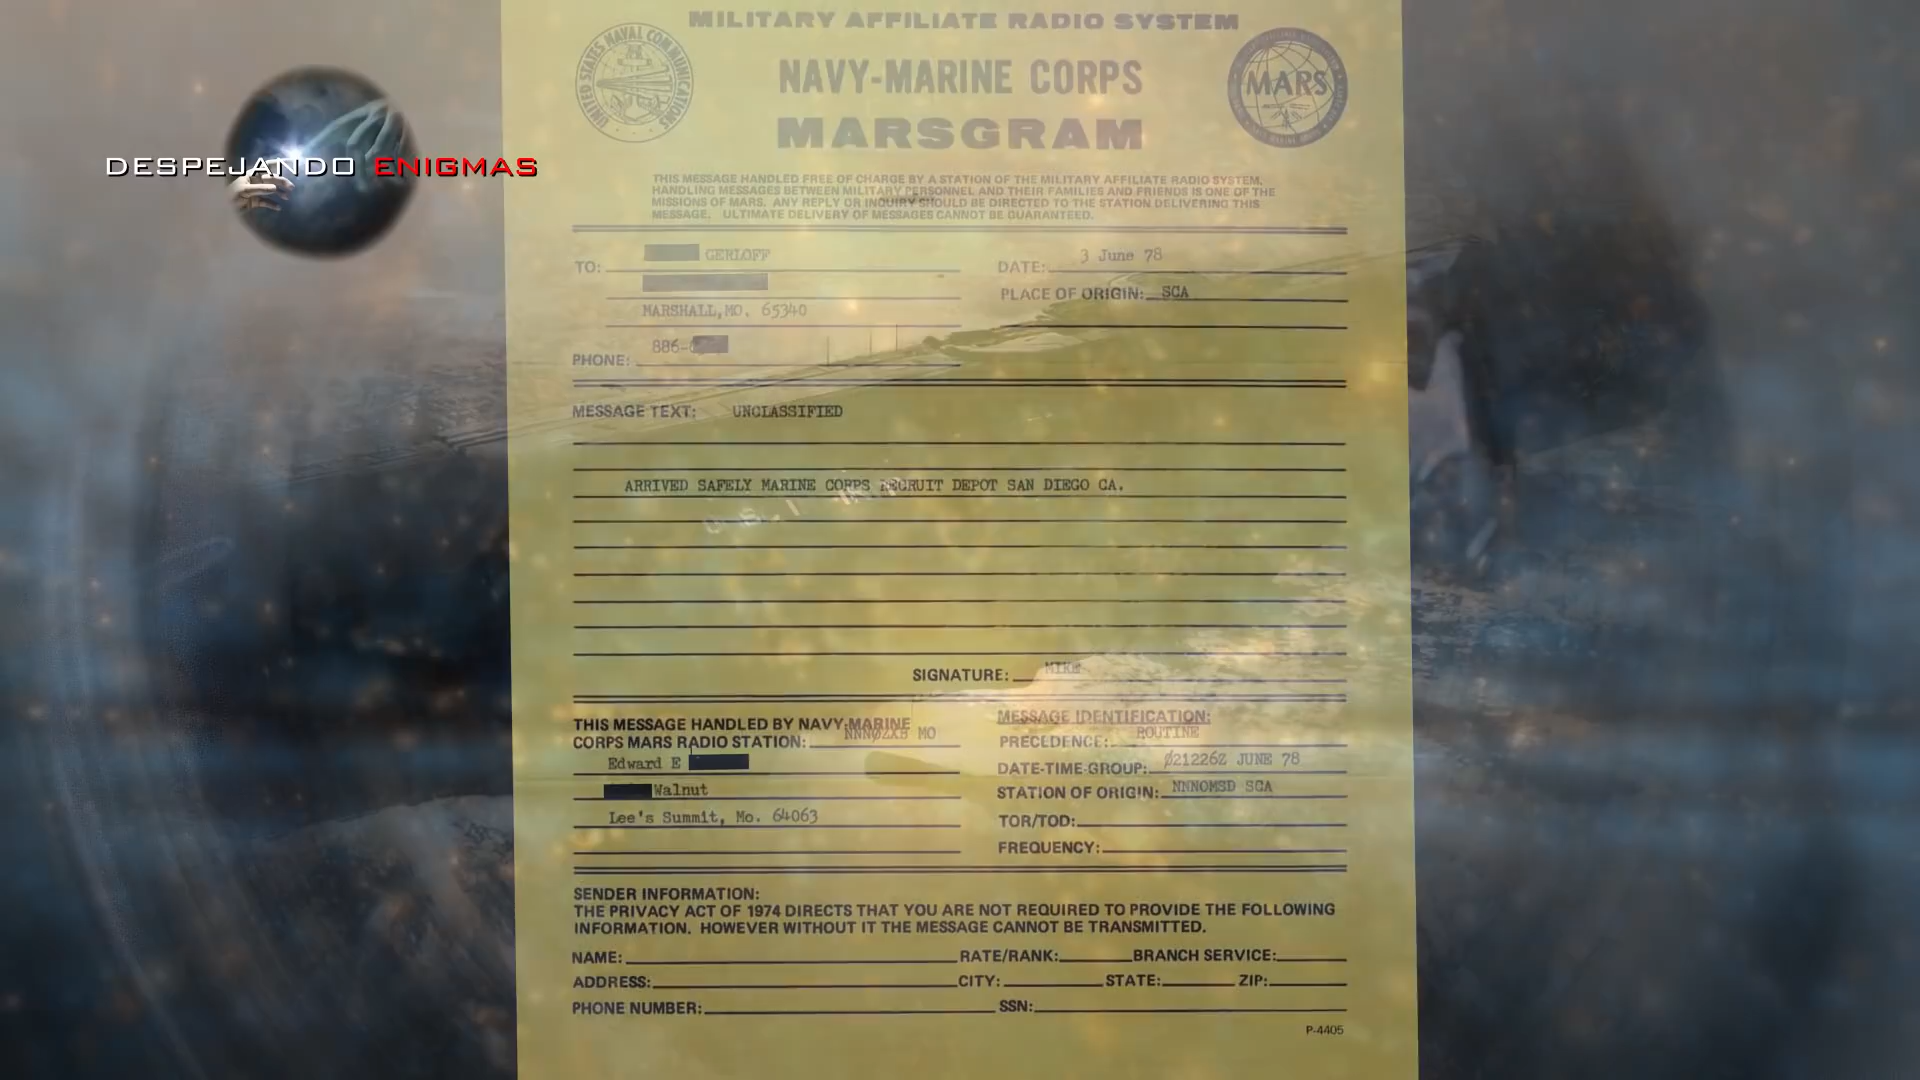 MILITARY AFFILIATE RADIO SYSTEM
UNITED STATES NAVAL COMMUNICATIONS
NAVY-MARINE CORPS
MARS
MARSGRAM
DESPEJANDO ENIGMAS
THIS MESSAGE HANDLED FREE OF CHARGE BY A STATION OF THE MILITARY AFFILIATE RADIO SYSTEM,
HANDLING MESSAGES BETWEEN MILITARY PERSONNEL AND THEIR FAMILIES AND FRIENDS IS ONE OF THE
MISSIONS OF MARS. ANY REPLY OR INQUIRY SHOULD BE DIRECTED TO THE STATION DELIVERING THIS
MESSAGE. ULTIMATE DELIVERY OF MESSAGES CANNOT BE GUARANTEED.
TO: GERLOFF
DATE: 3 June 78
PLACE OF ORIGIN: SCA
MARSHALL,MO. 65340
PHONE: 886-
MESSAGE TEXT: UNCLASSIFIED
ARRIVED SAFELY MARINE CORPS RECRUIT DEPOT SAN DIEGO CA.
SIGNATURE: MIKE
THIS MESSAGE HANDLED BY NAVY-MARINE
CORPS MARS RADIO STATION: NNN0ZXB MO
Edward E
Walnut
Lee's Summit, Mo. 64063
MESSAGE IDENTIFICATION:
PRECEDENCE: ROUTINE
DATE-TIME-GROUP: Ø21226Z JUNE 78
STATION OF ORIGIN: NNNOMSD SCA
TOR/TOD:
FREQUENCY:
SENDER INFORMATION:
THE PRIVACY ACT OF 1974 DIRECTS THAT YOU ARE NOT REQUIRED TO PROVIDE THE FOLLOWING
INFORMATION. HOWEVER WITHOUT IT THE MESSAGE CANNOT BE TRANSMITTED.
NAME: RATE/RANK: BRANCH SERVICE:
ADDRESS: CITY: STATE: ZIP:
PHONE NUMBER: SSN:
P-4405